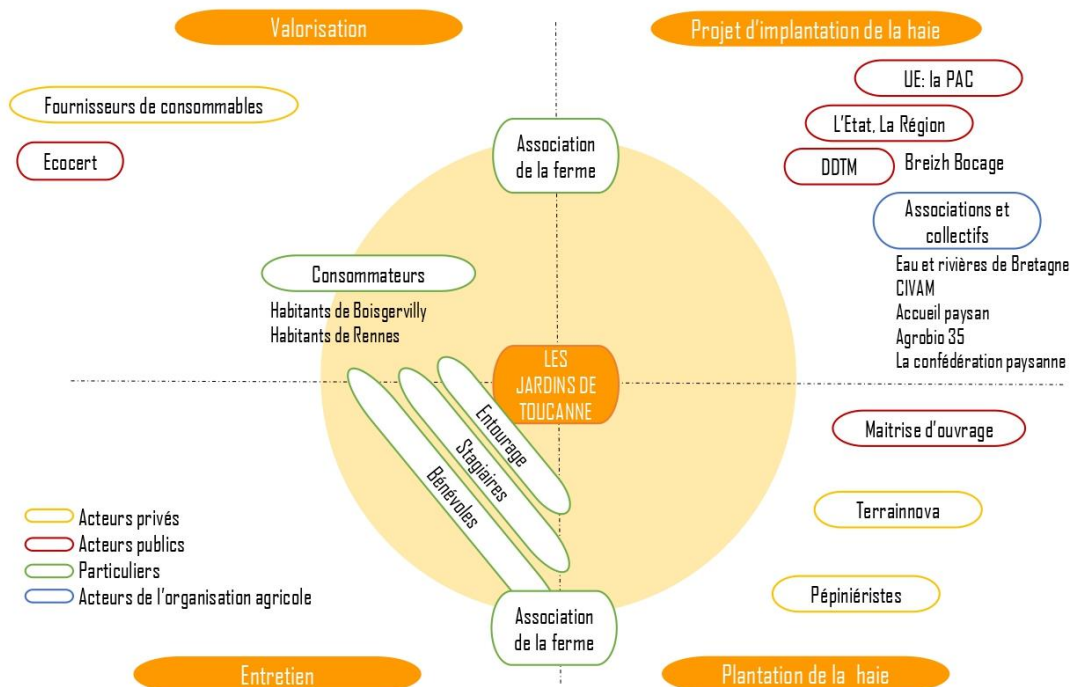 Valorisation
Projet d'implantation de la haie
Fournisseurs de consommables
Ecocert
Association
de la ferme
UE: la PAC
L'Etat, La Région
DDTM
Breizh Bocage
Associations et
collectifs
Eau et rivières de Bretagne
CIVAM
Accueil paysan
Agrobio 35
La confédération paysanne
Consommateurs
Habitants de Boisgervilly
Habitants de Rennes
LES
JARDINS DE
TOUCANNE
Entourage
Stagiaires
Bénévoles
Maitrise d'ouvrage
Terrainnova
Pépiniéristes
Acteurs privés
Acteurs publics
Particuliers
Acteurs de l'organisation agricole
Association
de la ferme
Entretien
Plantation de la haie